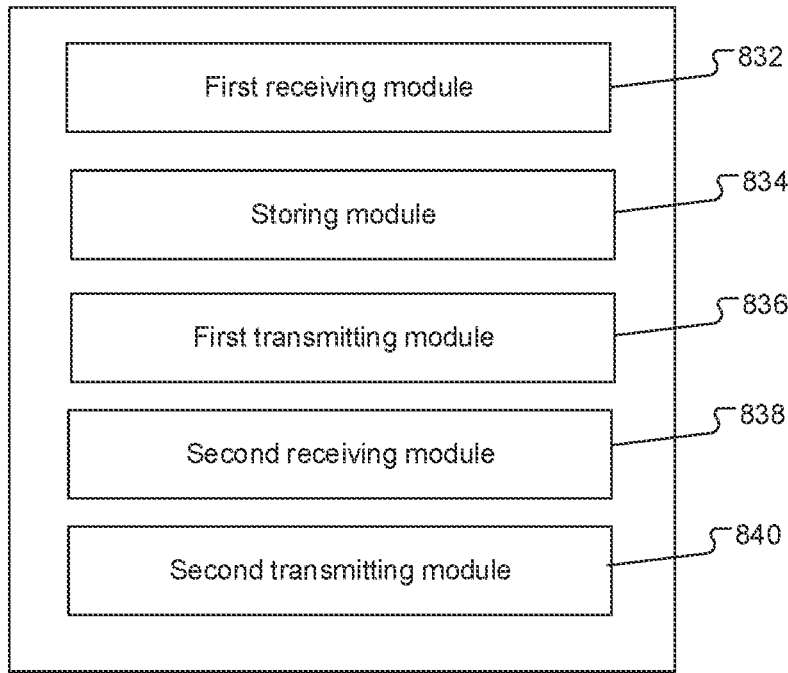 First receiving module 832
Storing module 834
First transmitting module 836
Second receiving module 838
Second transmitting module 840